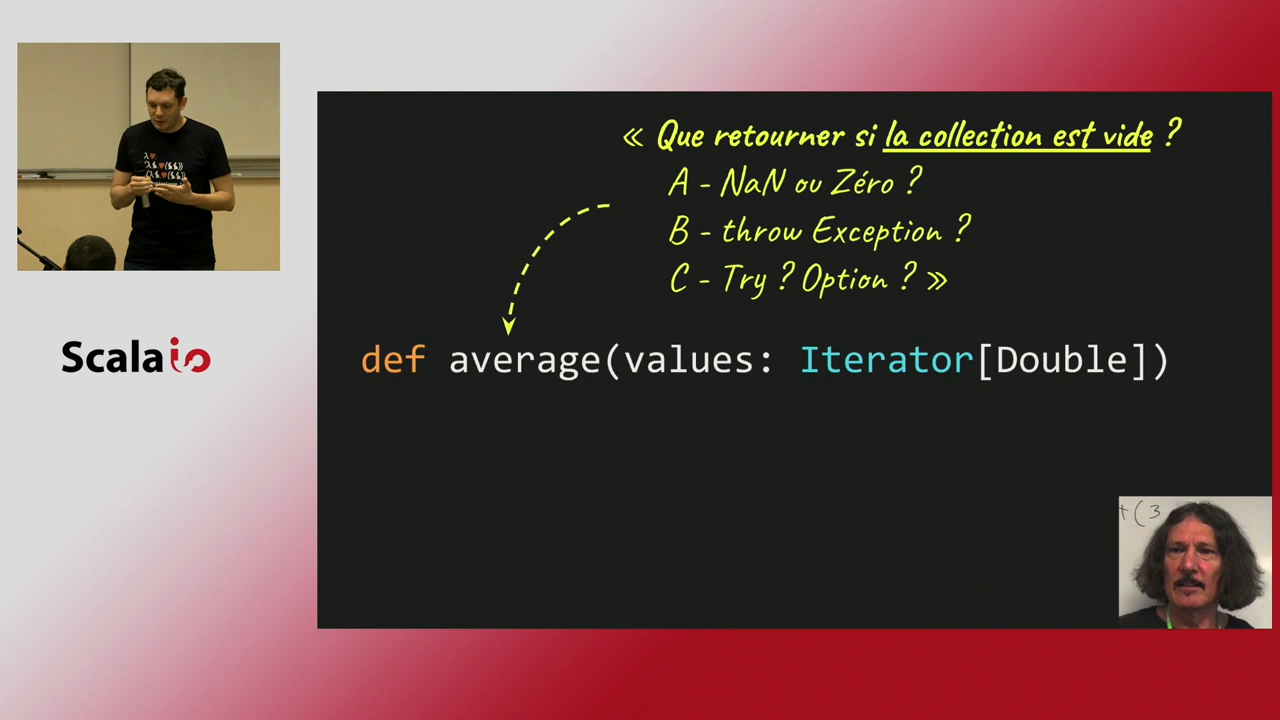 « Que retourner si la collection est vide ?
A - NaN ou Zéro ?
B - throw Exception ?
C - Try ? Option ? »
def average(values: Iterator[Double])
Scalaio
+(3